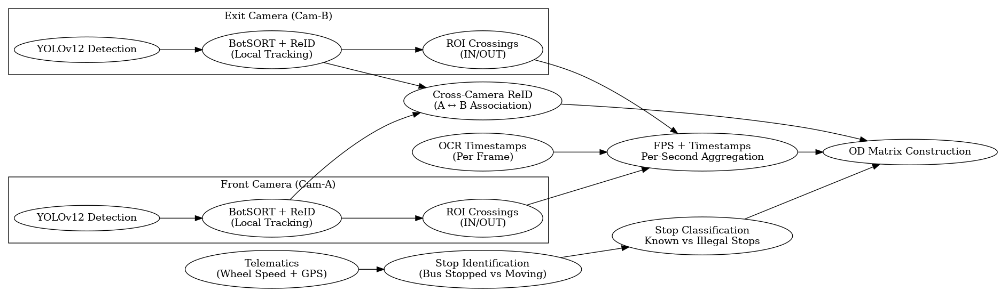 Exit Camera (Cam-B)
YOLOv12 Detection
BotSORT + ReID
(Local Tracking)
ROI Crossings
(IN/OUT)
Cross-Camera ReID
(A ↔ B Association)
OCR Timestamps
(Per Frame)
FPS + Timestamps
Per-Second Aggregation
OD Matrix Construction
Front Camera (Cam-A)
YOLOv12 Detection
BotSORT + ReID
(Local Tracking)
ROI Crossings
(IN/OUT)
Stop Classification
Known vs Illegal Stops
Telematics
(Wheel Speed + GPS)
Stop Identification
(Bus Stopped vs Moving)